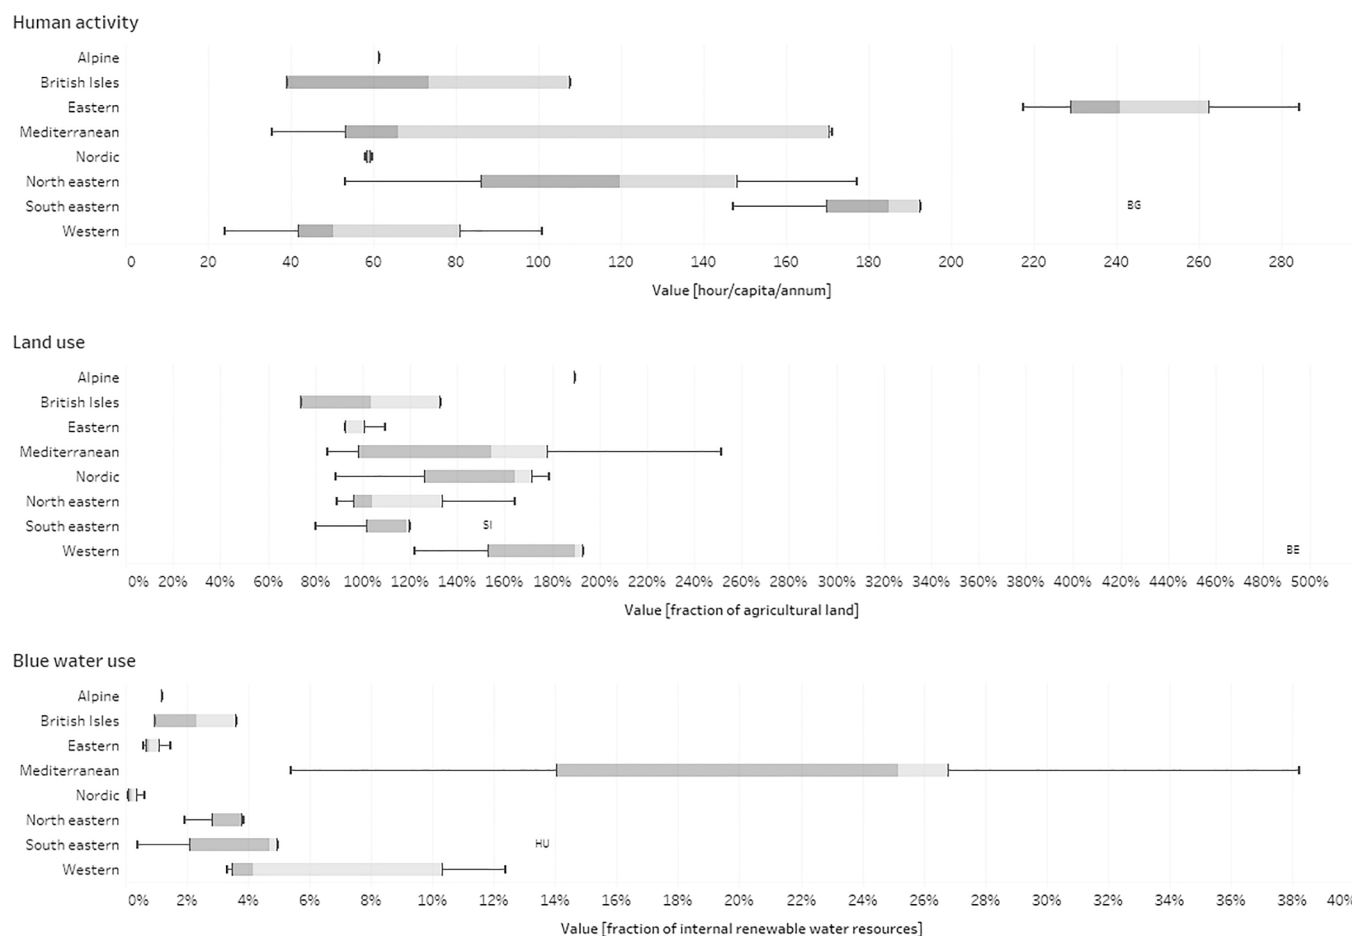 Human activity
Alpine
British Isles
Eastern
Mediterranean
Nordic
North eastern
South eastern BG
Western
0 20 40 60 80 100 120 140 160 180 200 220 240 260 280
Value [hour/capita/annum]
Land use
Alpine
British Isles
Eastern
Mediterranean
Nordic
North eastern
South eastern SI
Western BE
0% 20% 40% 60% 80% 100% 120% 140% 160% 180% 200% 220% 240% 260% 280% 300% 320% 340% 360% 380% 400% 420% 440% 460% 480% 500%
Value [fraction of agricultural land]
Blue water use
Alpine
British Isles
Eastern
Mediterranean
Nordic
North eastern
South eastern HU
Western
0% 2% 4% 6% 8% 10% 12% 14% 16% 18% 20% 22% 24% 26% 28% 30% 32% 34% 36% 38% 40%
Value [fraction of internal renewable water resources]